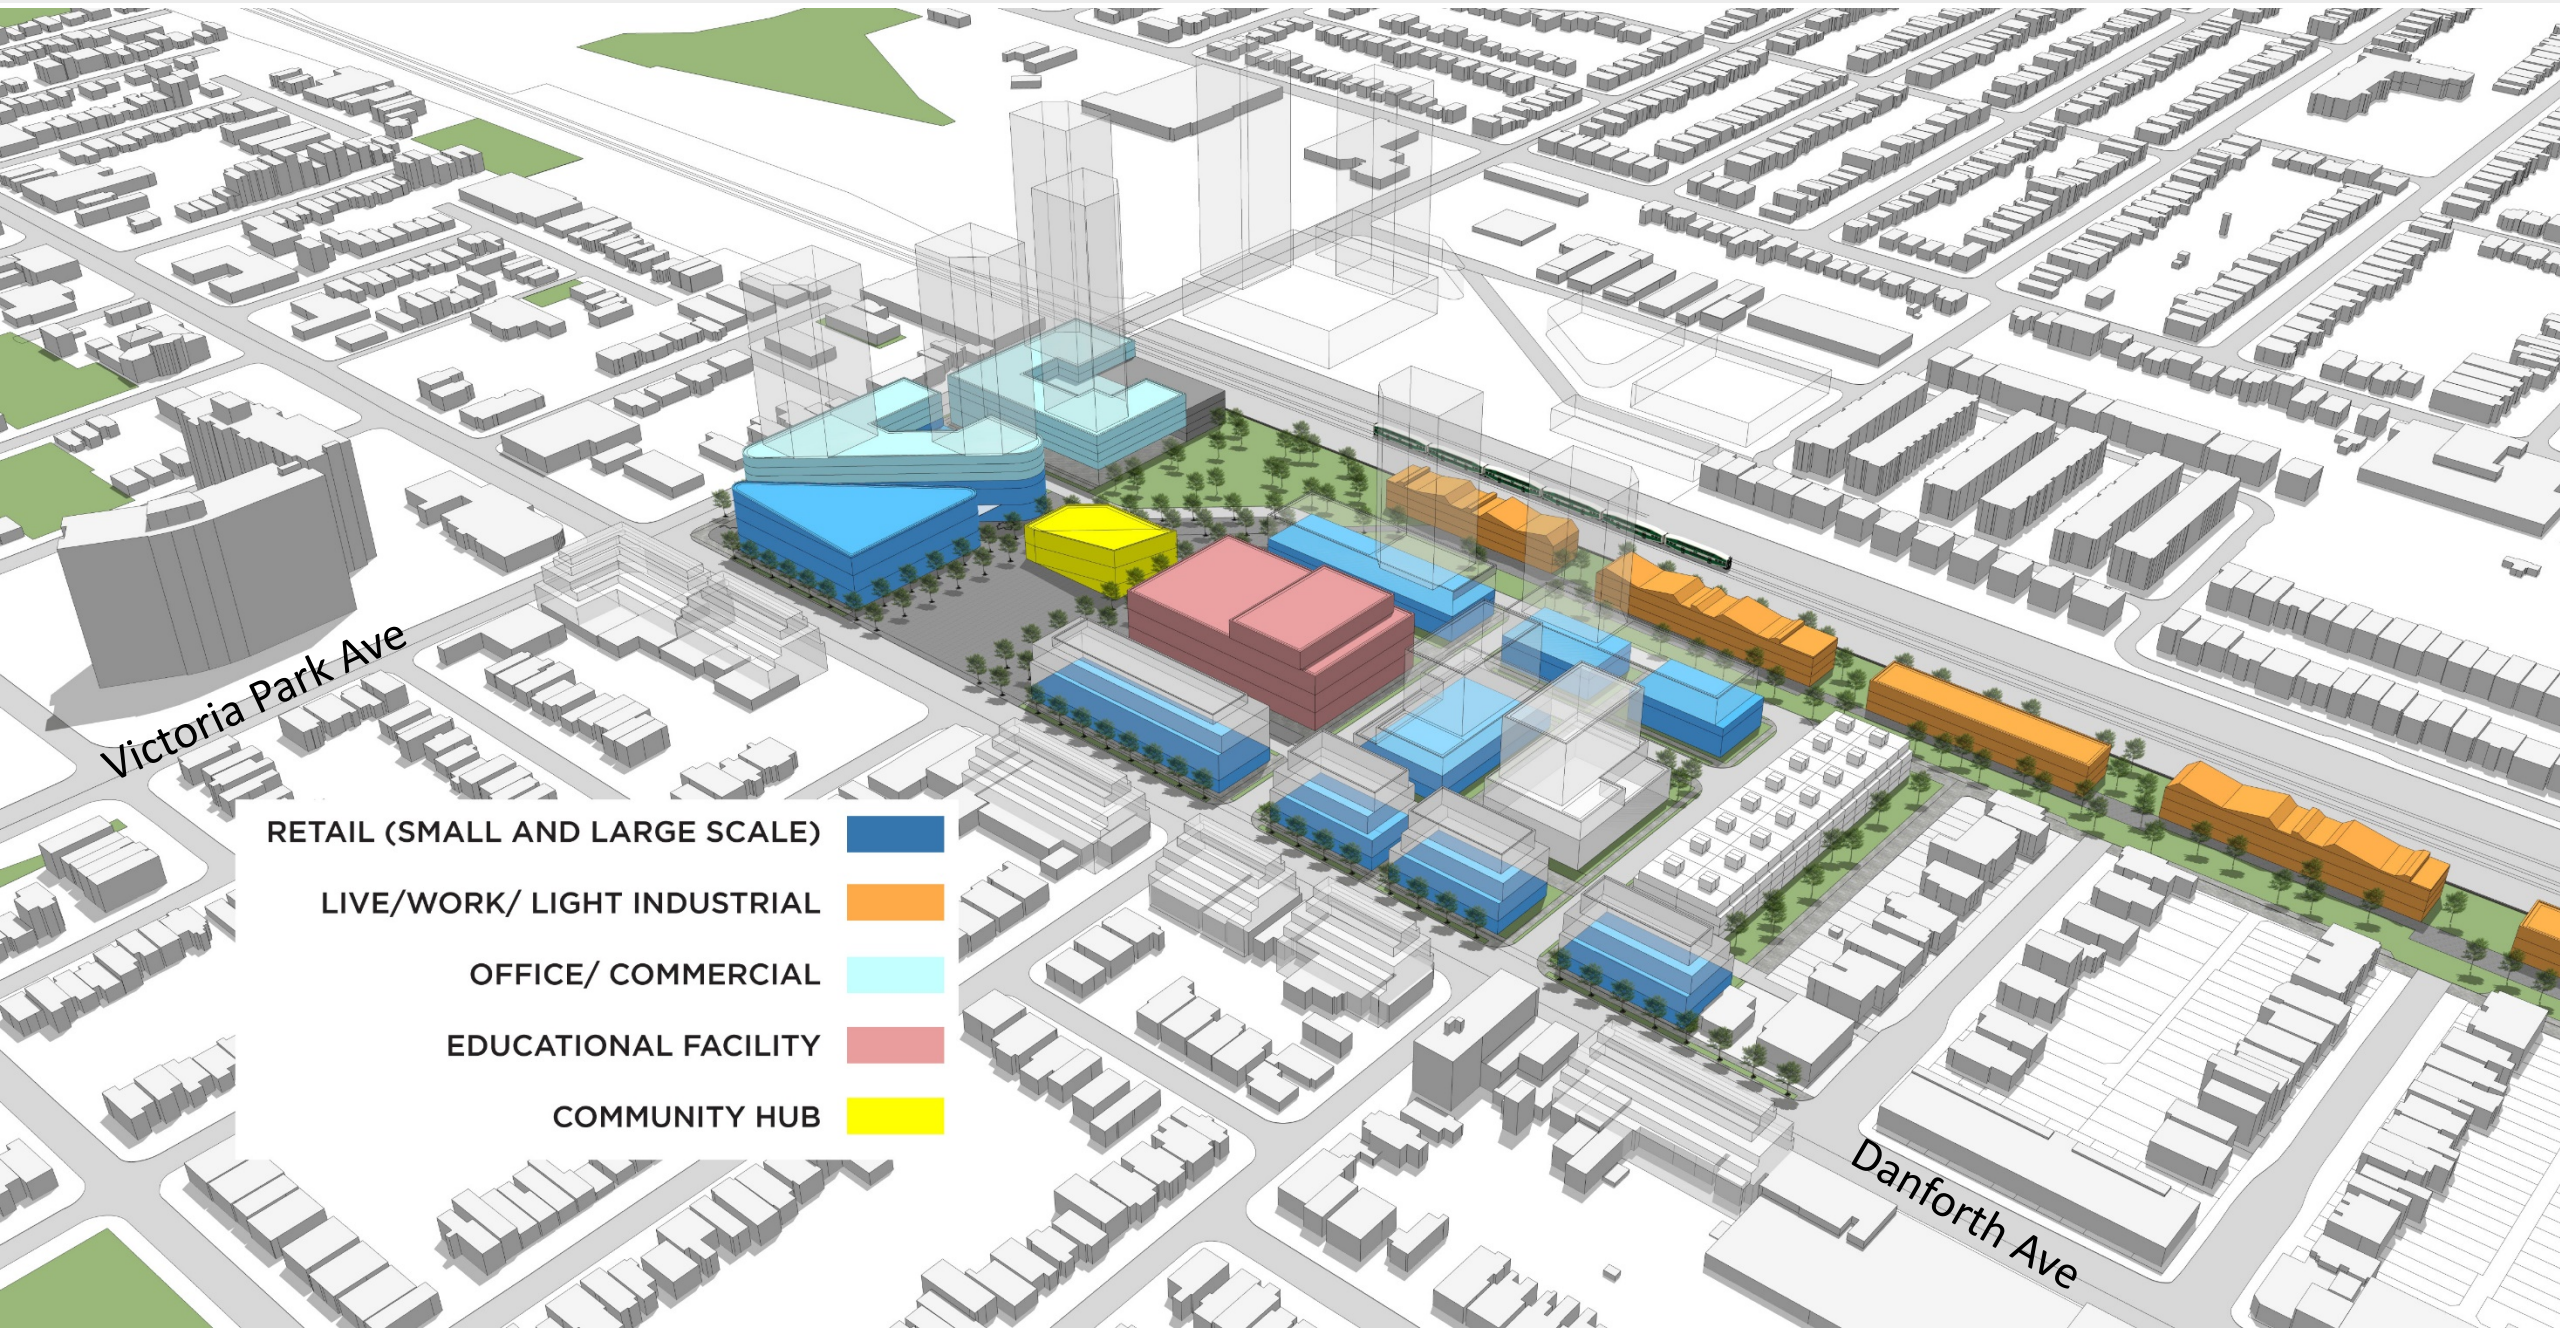 Victoria Park Ave
RETAIL (SMALL AND LARGE SCALE)
LIVE/WORK/ LIGHT INDUSTRIAL
OFFICE/ COMMERCIAL
EDUCATIONAL FACILITY
COMMUNITY HUB
Danforth Ave